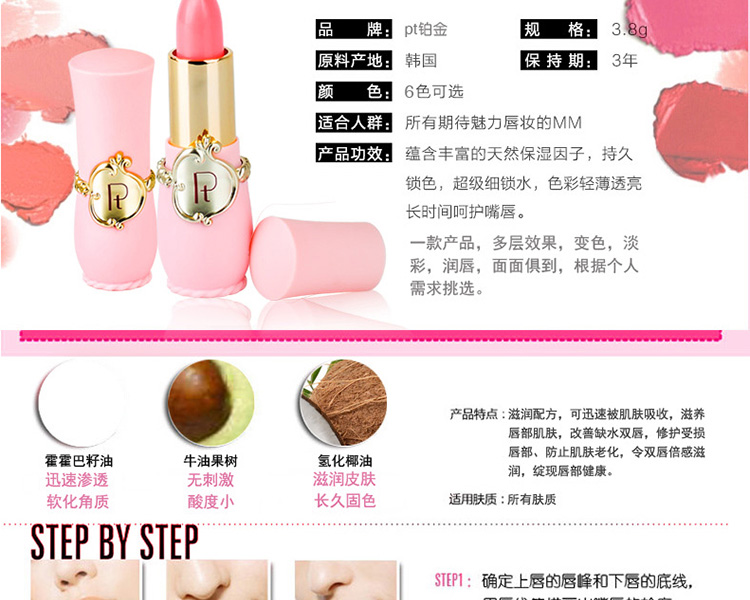 品 牌： pt铂金 规 格： 3.8g
原料产地： 韩国 保 持 期： 3年
颜 色： 6色可选
适合人群： 所有期待魅力唇妆的MM
产品功效： 蕴含丰富的天然保湿因子，持久
锁色，超级细锁水，色彩轻薄透亮
长时间呵护嘴唇。
一款产品，多层效果，变色，淡
彩，润唇，面面俱到，根据个人
需求挑选。
Pt
Pt
霍霍巴籽油
迅速渗透
软化角质
牛油果树
无刺激
酸度小
氢化椰油
滋润皮肤
长久固色
产品特点：滋润配方，可迅速被肌肤吸收，滋养
唇部肌肤，改善缺水双唇，修护受损
唇部、防止肌肤老化，令双唇倍感滋
润，绽现唇部健康。
适用肤质：所有肤质
STEP BY STEP
STEP1： 确定上唇的唇峰和下唇的底线，